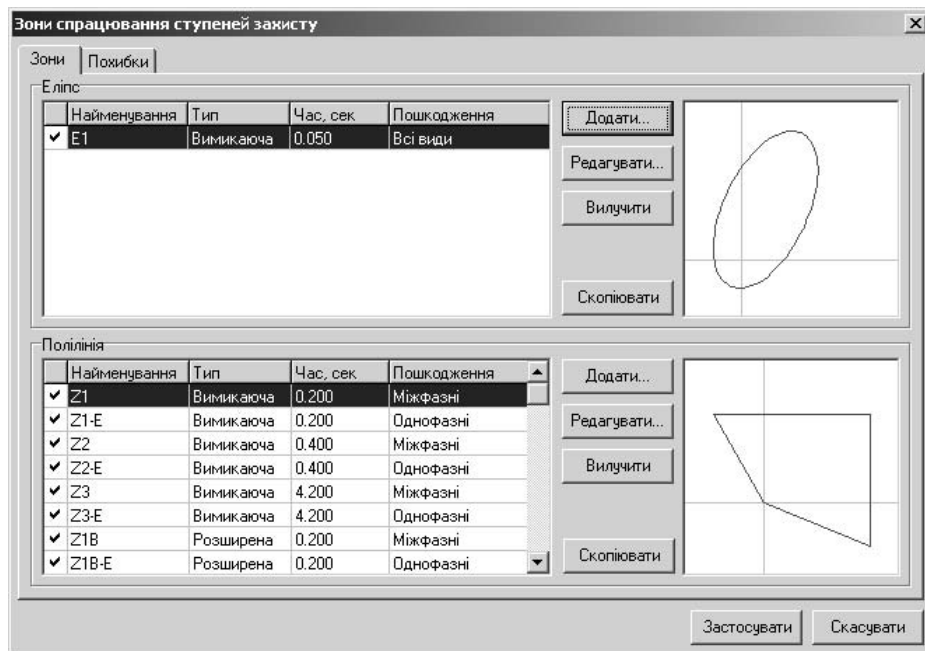 Зони спрацювання ступеней захисту
Зони Похибки
Еліпс
Найменування Тип Час, сек Пошкодження
E1 Вимикаюча 0.050 Всі види
Додати...
Редагувати...
Вилучити
Скопіювати
Полілінія
Найменування Тип Час, сек Пошкодження
Z1 Вимикаюча 0.200 Міжфазні
Z1-E Вимикаюча 0.200 Однофазні
Z2 Вимикаюча 0.400 Міжфазні
Z2-E Вимикаюча 0.400 Однофазні
Z3 Вимикаюча 4.200 Міжфазні
Z3-E Вимикаюча 4.200 Однофазні
Z1B Розширена 0.200 Міжфазні
Z1B-E Розширена 0.200 Однофазні
Додати...
Редагувати...
Вилучити
Скопіювати
Застосувати Скасувати